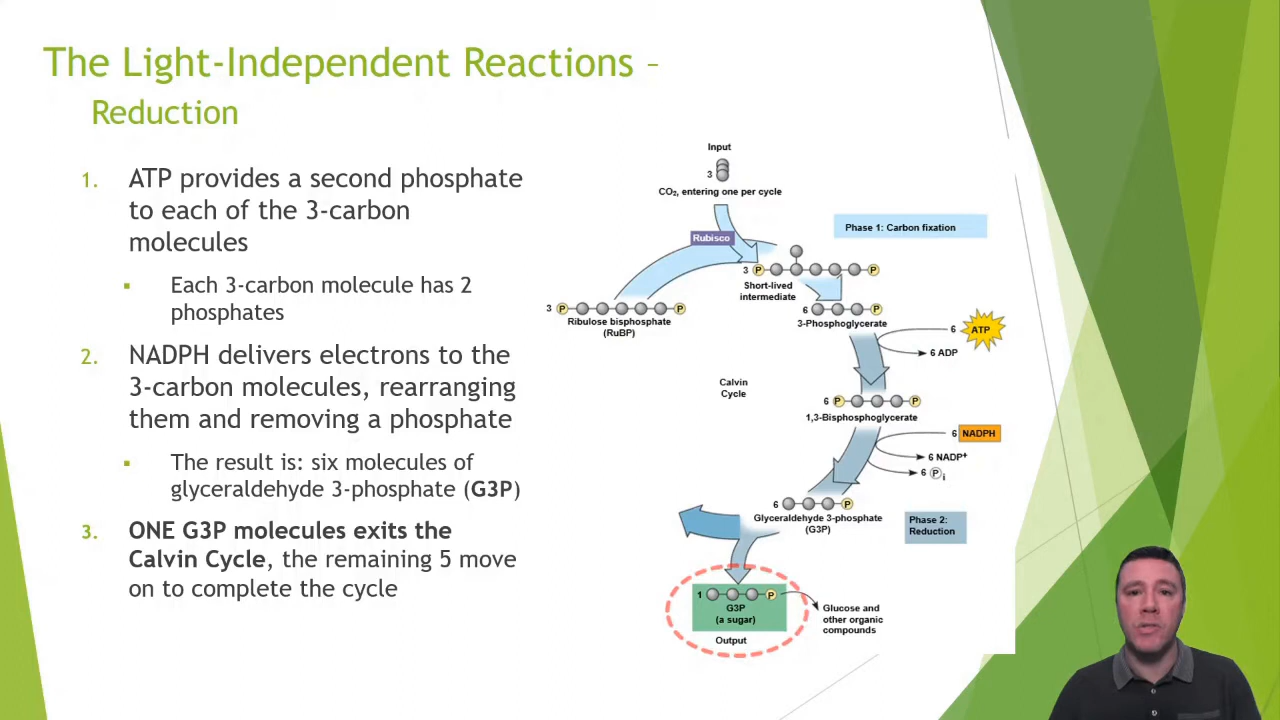 The Light-Independent Reactions –
Reduction
1. ATP provides a second phosphate
to each of the 3-carbon
molecules
▪ Each 3-carbon molecule has 2
phosphates
2. NADPH delivers electrons to the
3-carbon molecules, rearranging
them and removing a phosphate
▪ The result is: six molecules of
glyceraldehyde 3-phosphate (G3P)
3. ONE G3P molecules exits the
Calvin Cycle, the remaining 5 move
on to complete the cycle
Input
3
CO₂, entering one per cycle
Phase 1: Carbon fixation
Rubisco
3 P P
Short-lived
intermediate
3 P P
Ribulose bisphosphate
(RuBP)
6 P
3-Phosphoglycerate
6 ATP
6 ADP
Calvin
Cycle
6 P P
1,3-Bisphosphoglycerate
6 NADPH
6 NADP⁺
6 Pi
6 P
Glyceraldehyde 3-phosphate
(G3P)
Phase 2:
Reduction
1 P
G3P
(a sugar)
Output
Glucose and
other organic
compounds